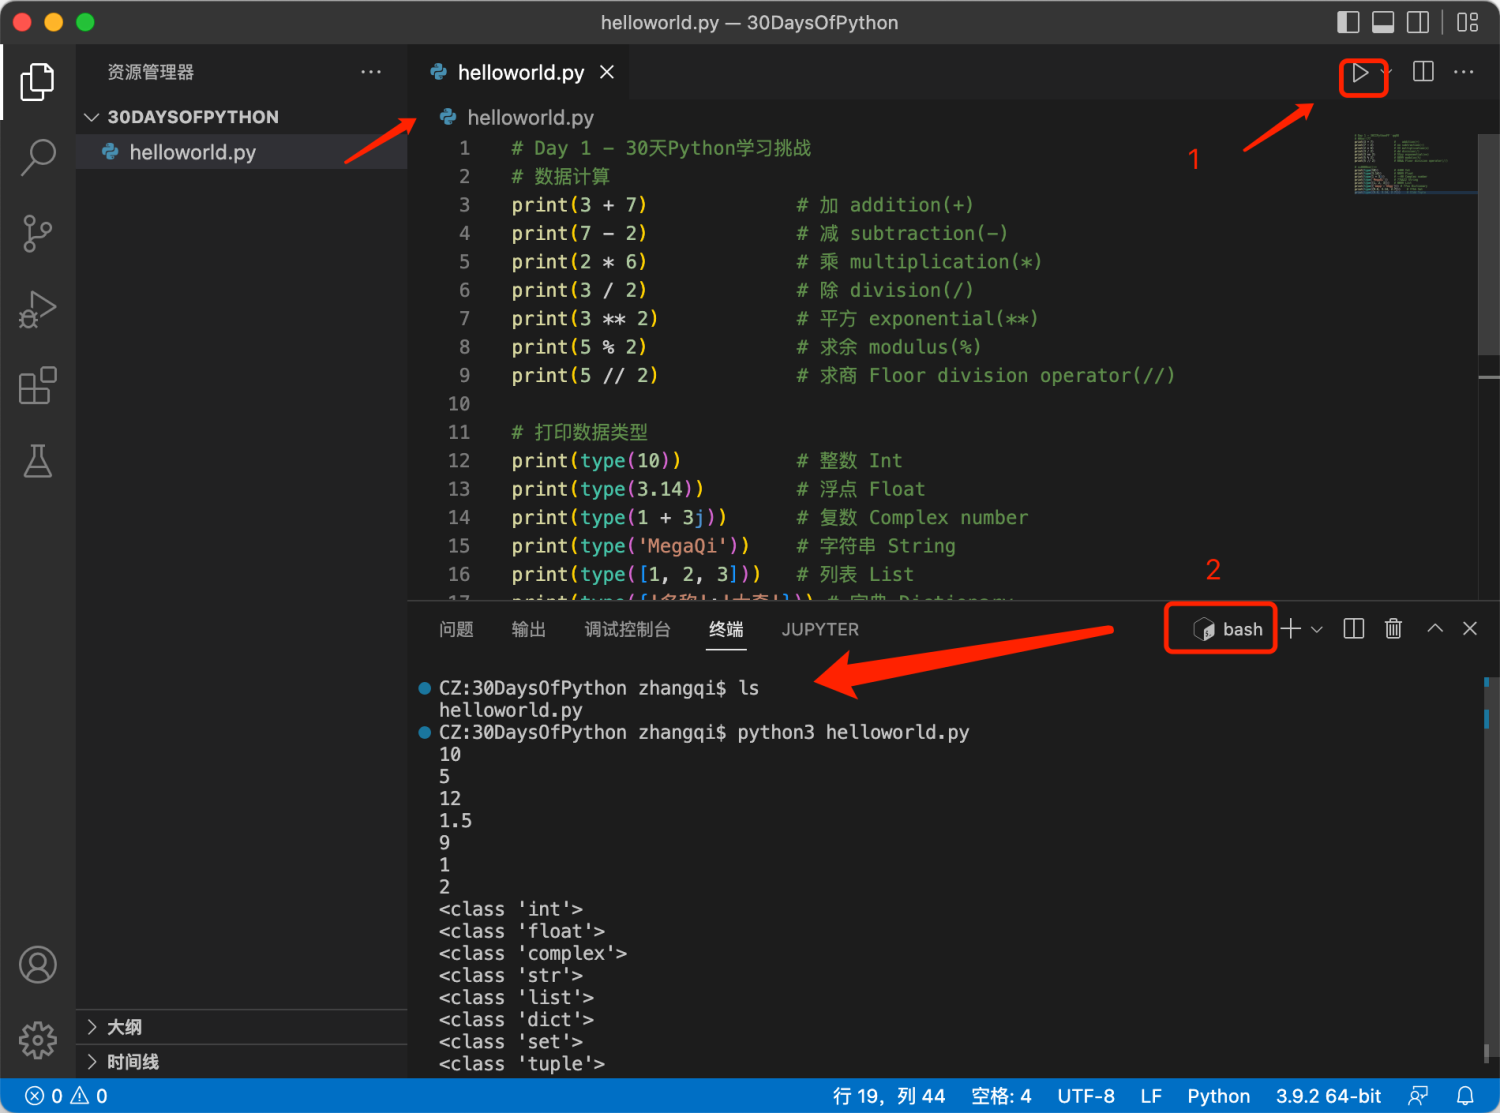 helloworld.py — 30DaysOfPython
资源管理器
30DAYSOFPYTHON
helloworld.py
helloworld.py
helloworld.py
1
1 # Day 1 - 30天Python学习挑战
2 # 数据计算
3 print(3 + 7) # 加 addition(+)
4 print(7 - 2) # 减 subtraction(-)
5 print(2 * 6) # 乘 multiplication(*)
6 print(3 / 2) # 除 division(/)
7 print(3 ** 2) # 平方 exponential(**)
8 print(5 % 2) # 求余 modulus(%)
9 print(5 // 2) # 求商 Floor division operator(//)
10
11 # 打印数据类型
12 print(type(10)) # 整数 Int
13 print(type(3.14)) # 浮点 Float
14 print(type(1 + 3j)) # 复数 Complex number
15 print(type('MegaQi')) # 字符串 String
16 print(type([1, 2, 3])) # 列表 List
2
问题 输出 调试控制台 终端 JUPYTER
bash
CZ:30DaysOfPython zhangqi$ ls
helloworld.py
CZ:30DaysOfPython zhangqi$ python3 helloworld.py
10
5
12
1.5
9
1
2
<class 'int'>
<class 'float'>
<class 'complex'>
<class 'str'>
<class 'list'>
<class 'dict'>
<class 'set'>
<class 'tuple'>
大纲
时间线
0 0
行 19，列 44 空格: 4 UTF-8 LF Python 3.9.2 64-bit